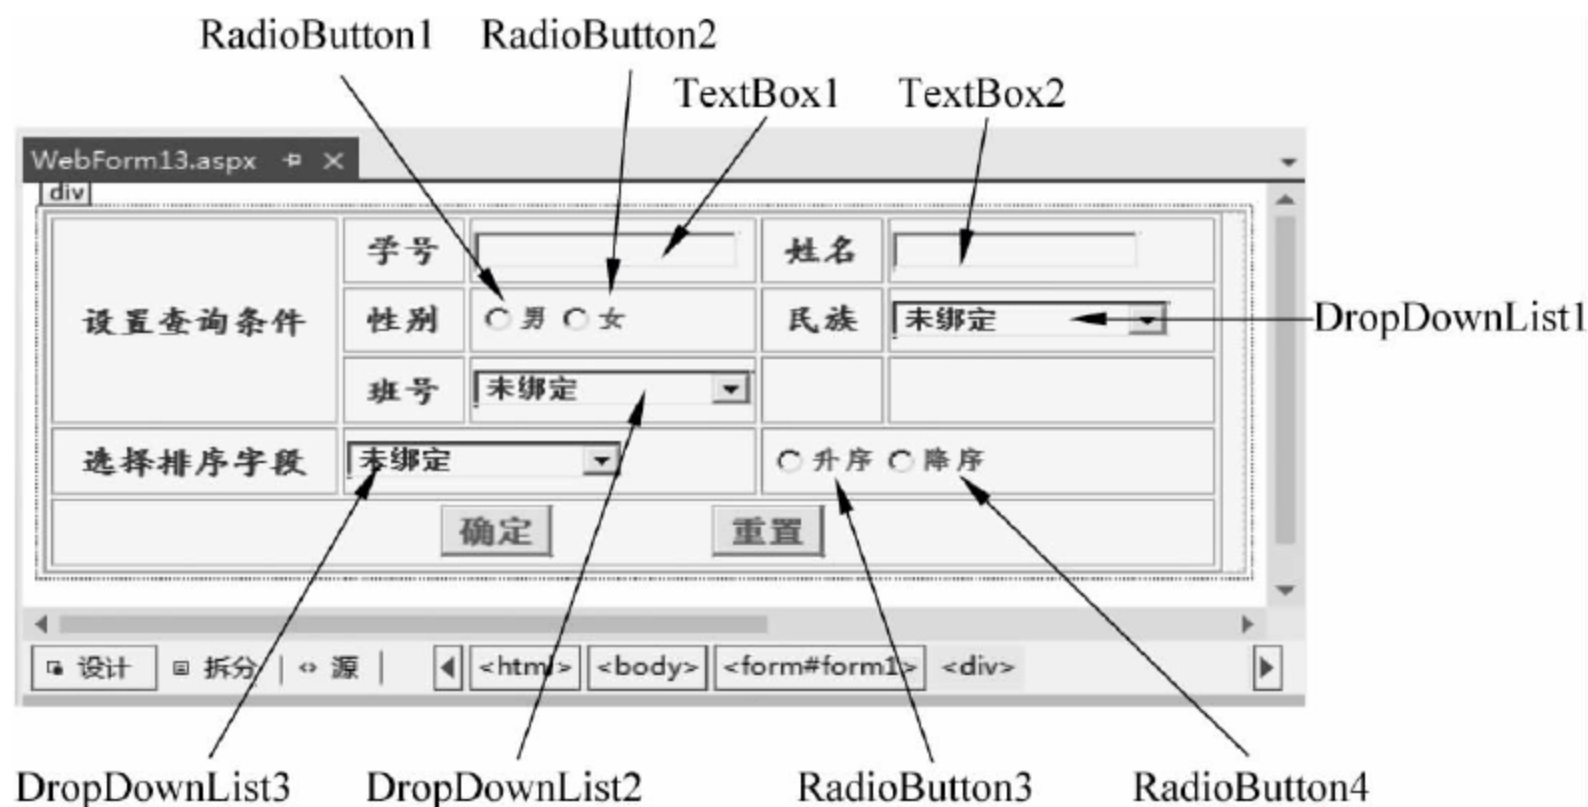 RadioButton1 RadioButton2
TextBox1 TextBox2
WebForm13.aspx
div
学号 姓名
设置查询条件 性别 男 女 民族 未绑定 DropDownList1
班号 未绑定
选择排序字段 未绑定 升序 降序
确定 重置
设计 拆分 源 <html> <body> <form#form1> <div>
DropDownList3 DropDownList2 RadioButton3 RadioButton4